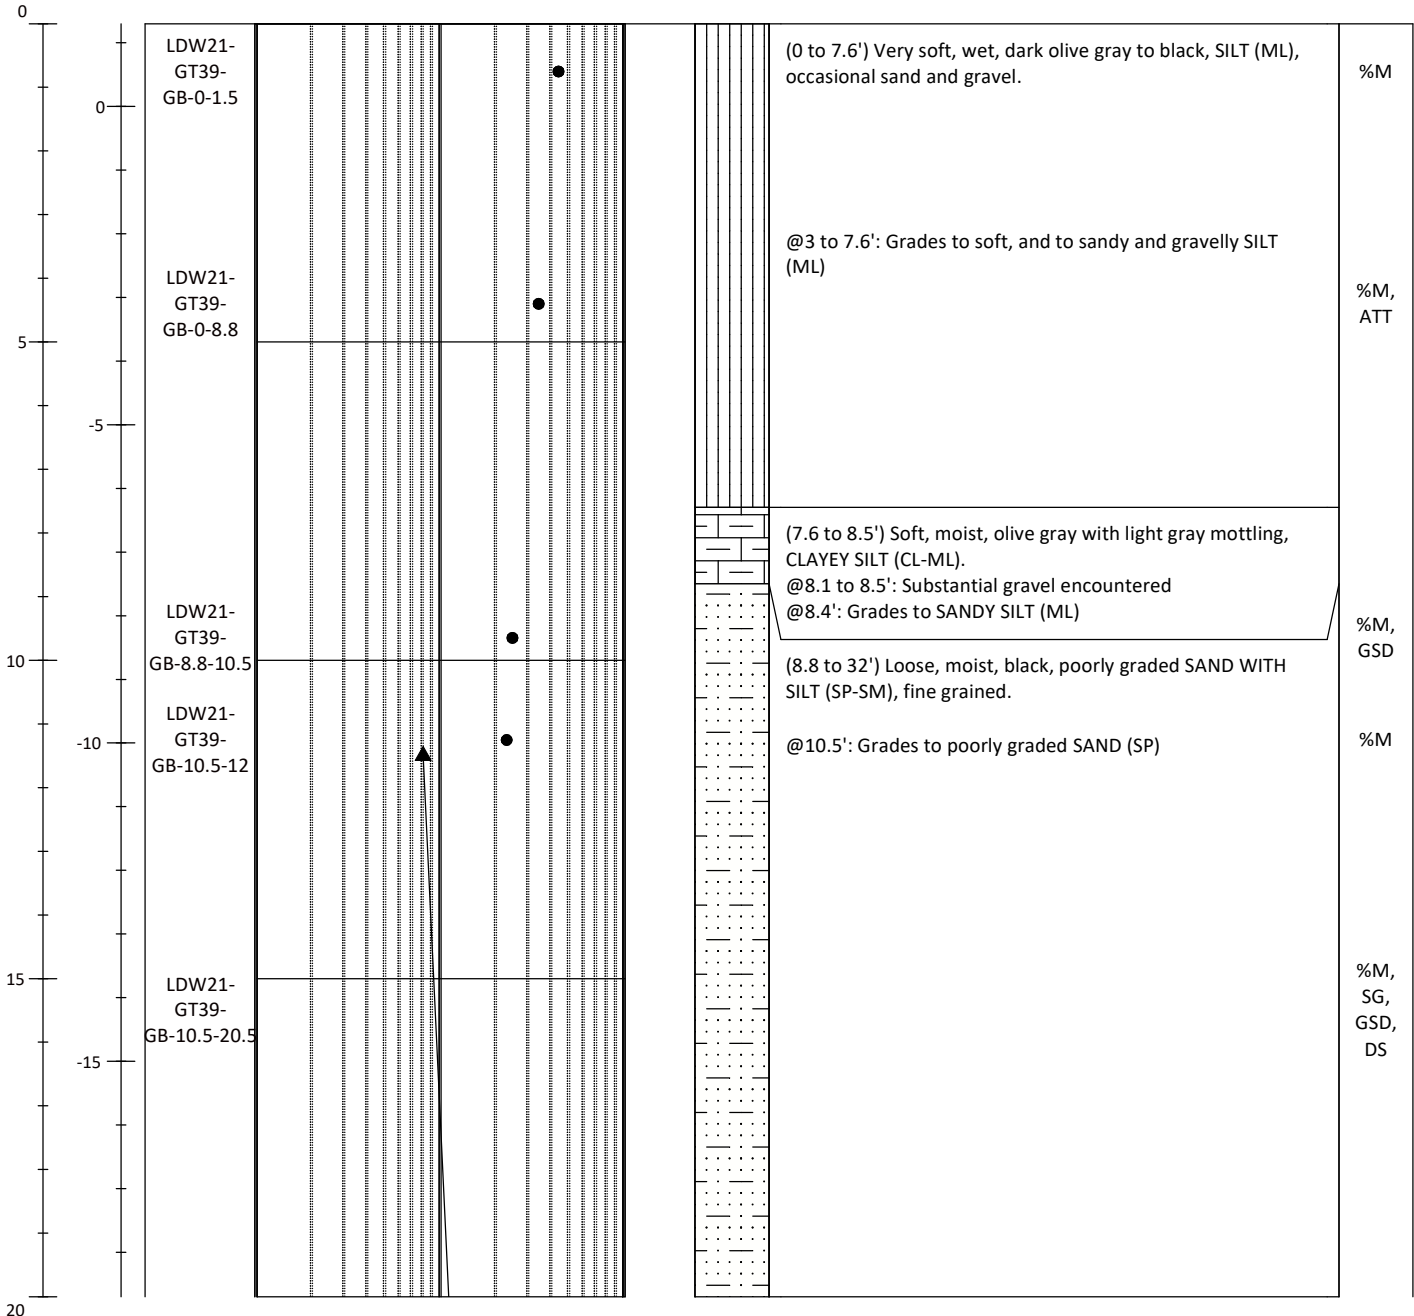 0
5
10
15
20
0
-5
-10
-15
LDW21-
GT39-
GB-0-1.5
LDW21-
GT39-
GB-0-8.8
LDW21-
GT39-
GB-8.8-10.5
LDW21-
GT39-
GB-10.5-12
LDW21-
GT39-
GB-10.5-20.5
(0 to 7.6') Very soft, wet, dark olive gray to black, SILT (ML),
occasional sand and gravel.
@3 to 7.6': Grades to soft, and to sandy and gravelly SILT
(ML)
(7.6 to 8.5') Soft, moist, olive gray with light gray mottling,
CLAYEY SILT (CL-ML).
@8.1 to 8.5': Substantial gravel encountered
@8.4': Grades to SANDY SILT (ML)
(8.8 to 32') Loose, moist, black, poorly graded SAND WITH
SILT (SP-SM), fine grained.
@10.5': Grades to poorly graded SAND (SP)
%M
%M,
ATT
%M,
GSD
%M
%M,
SG,
GSD,
DS